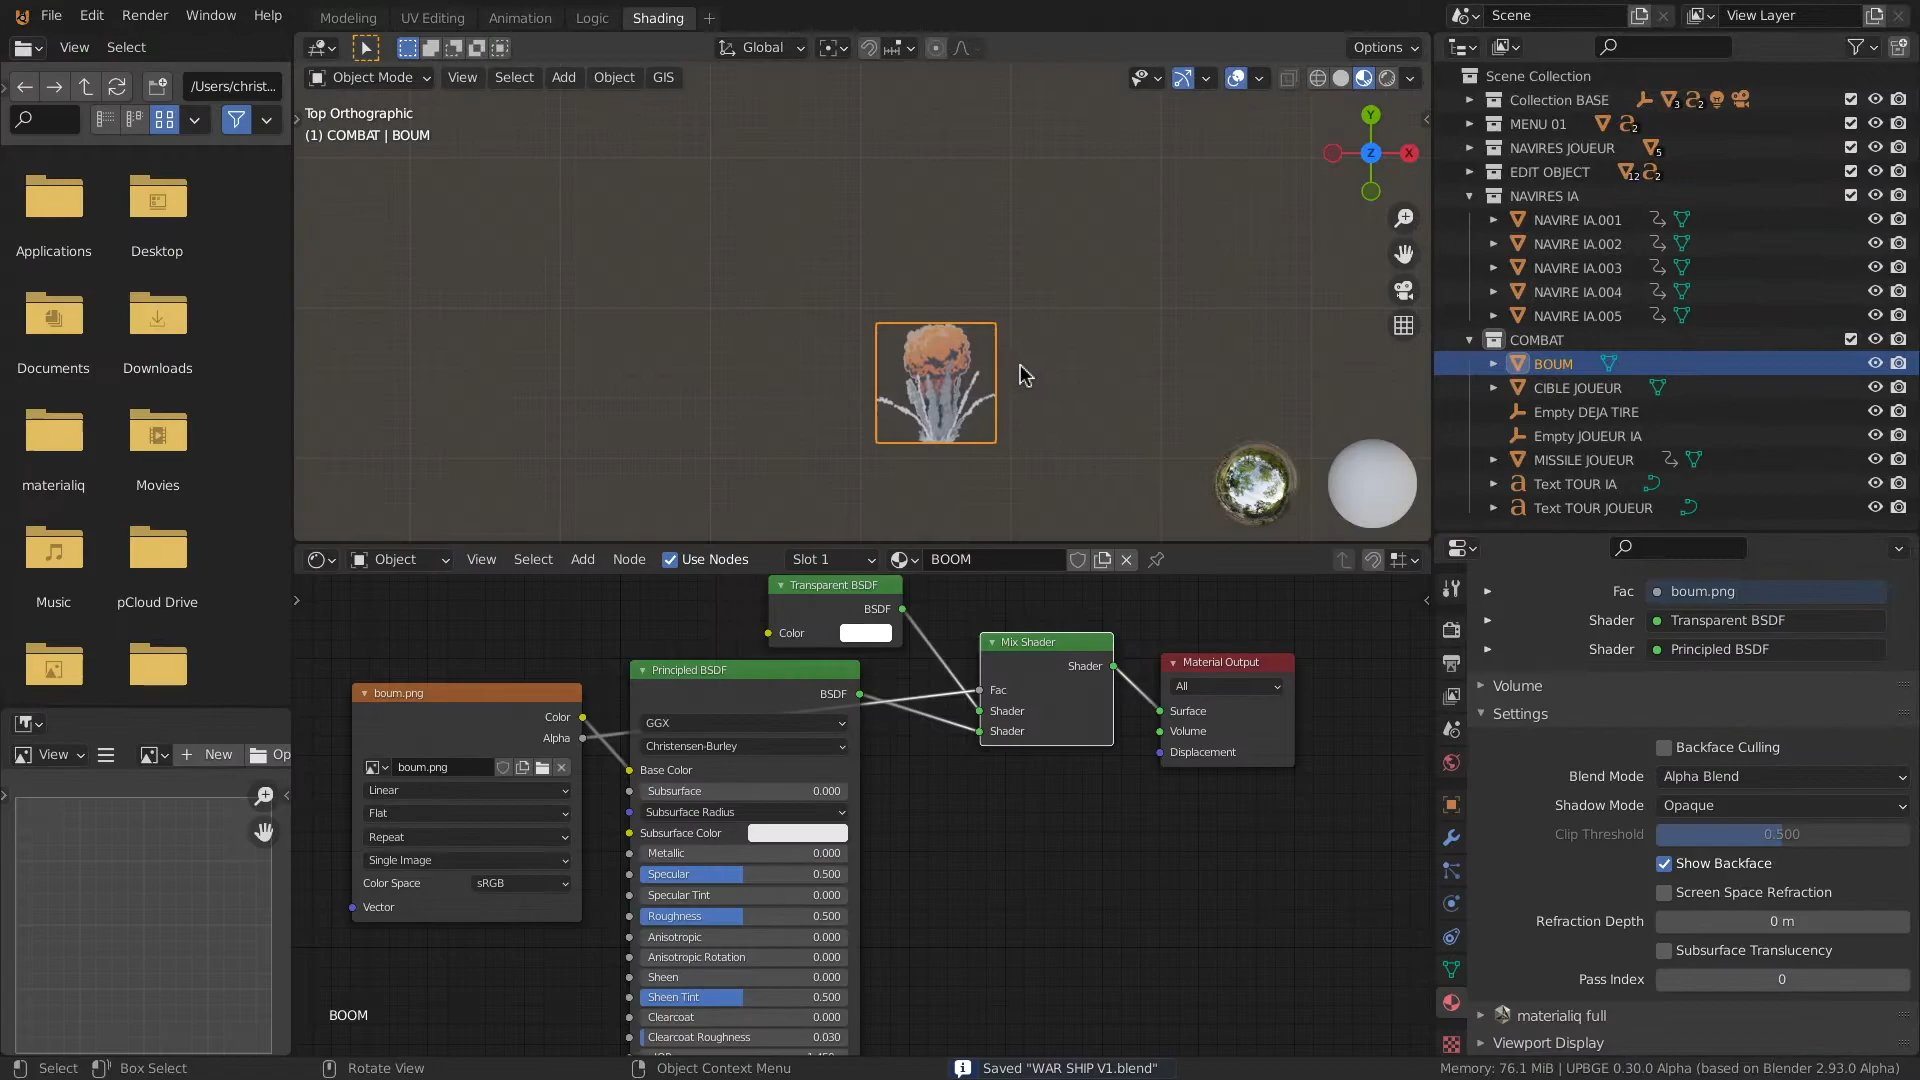 File Edit Render Window Help
Modeling UV Editing Animation Logic Shading +
Scene
View Layer
View Select
Global
Options
/Users/christ...
Object Mode View Select Add Object GIS
Top Orthographic
(1) COMBAT | BOUM
Y
X
Z
Applications Desktop
Documents Downloads
materialiq Movies
Music pCloud Drive
Scene Collection
Collection BASE 3 2
MENU 01 2
NAVIRES JOUEUR 5
EDIT OBJECT 12 2
NAVIRES IA
NAVIRE IA.001
NAVIRE IA.002
NAVIRE IA.003
NAVIRE IA.004
NAVIRE IA.005
COMBAT
BOUM
CIBLE JOUEUR
Empty DEJA TIRE
Empty JOUEUR IA
MISSILE JOUEUR
Text TOUR IA
Text TOUR JOUEUR
Object View Select Add Node Use Nodes Slot 1 BOOM
Transparent BSDF
BSDF
Color
Mix Shader
Shader
Fac
Shader
Shader
Material Output
All
Surface
Volume
Displacement
boum.png
Color
Alpha
boum.png
Linear
Flat
Repeat
Single Image
Color Space sRGB
Vector
Principled BSDF
BSDF
GGX
Christensen-Burley
Base Color
Subsurface 0.000
Subsurface Radius
Subsurface Color
Metallic 0.000
Specular 0.500
Specular Tint 0.000
Roughness 0.500
Anisotropic 0.000
Anisotropic Rotation 0.000
Sheen 0.000
Sheen Tint 0.500
Clearcoat 0.000
Clearcoat Roughness 0.030
BOOM
View New Op
Fac boum.png
Shader Transparent BSDF
Shader Principled BSDF
Volume
Settings
Backface Culling
Blend Mode Alpha Blend
Shadow Mode Opaque
Clip Threshold 0.500
Show Backface
Screen Space Refraction
Refraction Depth 0 m
Subsurface Translucency
Pass Index 0
materialiq full
Viewport Display
Select Box Select Rotate View Object Context Menu Saved "WAR SHIP V1.blend" Memory: 76.1 MiB | UPBGE 0.30.0 Alpha (based on Blender 2.93.0 Alpha)